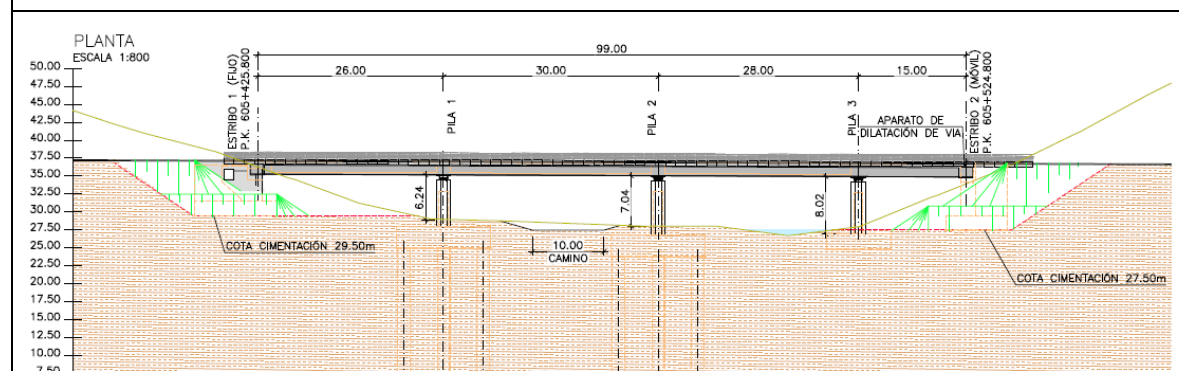 PLANTA
ESCALA 1:800
99.00
26.00
30.00
28.00
15.00
ESTRIBO 1 (FIJO)
P.K. 605+425.800
PILA 1
PILA 2
PILA 3
APARATO DE
DILATACIÓN DE VIA
ESTRIBO 2 (MÓVIL)
P.K. 605+524.800
50.00
47.50
45.00
42.50
40.00
37.50
35.00
32.50
30.00
27.50
25.00
22.50
20.00
17.50
15.00
12.50
10.00
7.50
6.24
7.04
8.02
COTA CIMENTACIÓN 29.50m
10.00
CAMINO
COTA CIMENTACIÓN 27.50m